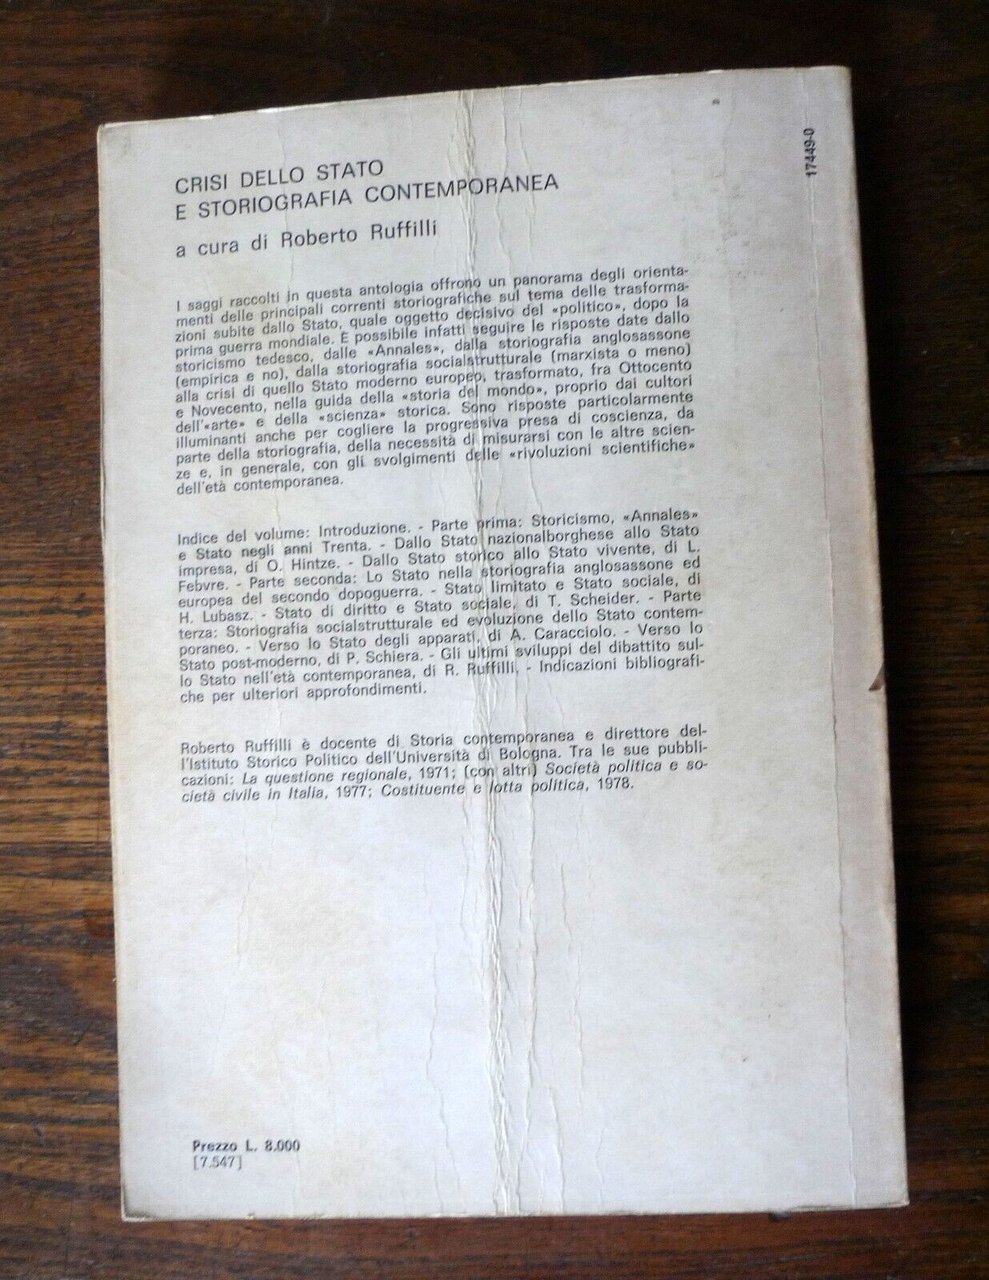 CRISI DELLO STATO
E STORIOGRAFIA CONTEMPORANEA
a cura di Roberto Ruffilli
I saggi raccolti in questa antologia offrono un panorama degli orienta-
menti delle principali correnti storiografiche sul tema delle trasforma-
zioni subite dallo Stato, quale oggetto decisivo del «politico», dopo la
prima guerra mondiale. È possibile infatti seguire le risposte date dallo
storicismo tedesco, dalle «Annales», dalla storiografia anglosassone
(empirica e no), dalla storiografia socialstrutturale (marxista o meno)
alla crisi di quello Stato moderno europeo, trasformato, fra Ottocento
e Novecento, nella guida della «storia del mondo», proprio dai cultori
dell'«arte» e della «scienza» storica. Sono risposte particolarmente
illuminanti anche per cogliere la progressiva presa di coscienza, da
parte della storiografia, della necessità di misurarsi con le altre scien-
ze e, in generale, con gli svolgimenti delle «rivoluzioni scientifiche»
dell'età contemporanea.
Indice del volume: Introduzione. - Parte prima: Storicismo, «Annales»
e Stato negli anni Trenta. - Dallo Stato nazionalborghese allo Stato
impresa, di O. Hintze. - Dallo Stato storico allo Stato vivente, di L.
Febvre. - Parte seconda: Lo Stato nella storiografia anglosassone ed
europea del secondo dopoguerra. - Stato limitato e Stato sociale, di
H. Lubasz. - Stato di diritto e Stato sociale, di T. Scheider. - Parte
terza: Storiografia socialstrutturale ed evoluzione dello Stato contem-
poraneo. - Verso lo Stato degli apparati, di A. Caracciolo. - Verso lo
Stato post-moderno, di P. Schiera. - Gli ultimi sviluppi del dibattito sul-
lo Stato nell'età contemporanea, di R. Ruffilli. - Indicazioni bibliografi-
che per ulteriori approfondimenti.
Roberto Ruffilli è docente di Storia contemporanea e direttore del-
l'Istituto Storico Politico dell'Università di Bologna. Tra le sue pubbli-
cazioni: La questione regionale, 1971; (con altri) Società politica e so-
cietà civile in Italia, 1977; Costituente e lotta politica, 1978.
Prezzo L. 8.000
[7.547]
17449-0